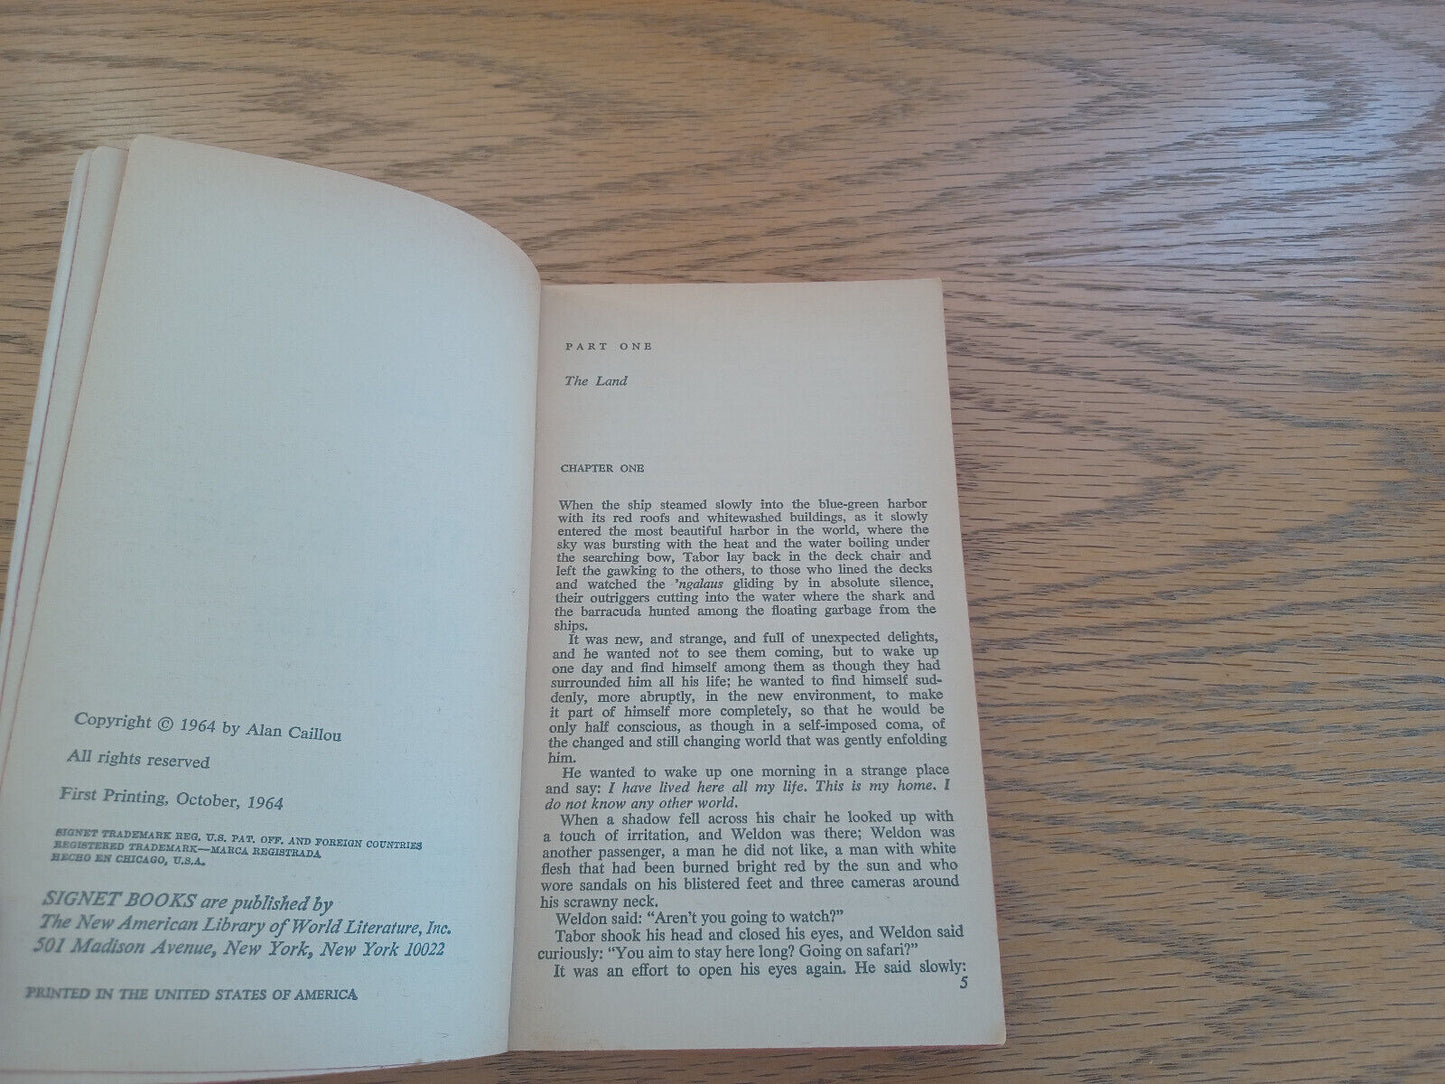 Copyright © 1964 by Alan Caillou
All rights reserved
First Printing, October, 1964
SIGNET TRADEMARK REG. U.S. PAT. OFF. AND FOREIGN COUNTRIES
REGISTERED TRADEMARK—MARCA REGISTRADA
HECHO EN CHICAGO, U.S.A.
SIGNET BOOKS are published by
The New American Library of World Literature, Inc.
501 Madison Avenue, New York, New York 10022
PRINTED IN THE UNITED STATES OF AMERICA
PART ONE
The Land
CHAPTER ONE
When the ship steamed slowly into the blue-green harbor
with its red roofs and whitewashed buildings, as it slowly
entered the most beautiful harbor in the world, where the
sky was bursting with the heat and the water boiling under
the searching bow, Tabor lay back in the deck chair and
left the gawking to the others, to those who lined the decks
and watched the 'ngalaus gliding by in absolute silence,
their outriggers cutting into the water where the shark and
the barracuda hunted among the floating garbage from the
ships.
It was new, and strange, and full of unexpected delights,
and he wanted not to see them coming, but to wake up
one day and find himself among them as though they had
surrounded him all his life; he wanted to find himself sud-
denly, more abruptly, in the new environment, to make
it part of himself more completely, so that he would be
only half conscious, as though in a self-imposed coma, of
the changed and still changing world that was gently enfolding
him.
He wanted to wake up one morning in a strange place
and say: I have lived here all my life. This is my home. I
do not know any other world.
When a shadow fell across his chair he looked up with
a touch of irritation, and Weldon was there; Weldon was
another passenger, a man he did not like, a man with white
flesh that had been burned bright red by the sun and who
wore sandals on his blistered feet and three cameras around
his scrawny neck.
Weldon said: “Aren't you going to watch?”
Tabor shook his head and closed his eyes, and Weldon said
curiously: “You aim to stay here long? Going on safari?”
It was an effort to open his eyes again. He said slowly:
5